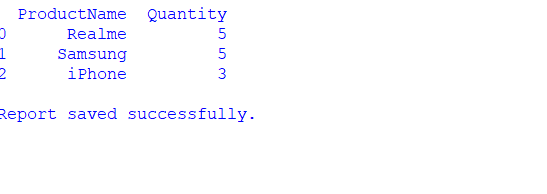 ProductName Quantity
0 Realme 5
1 Samsung 5
2 iPhone 3
Report saved successfully.